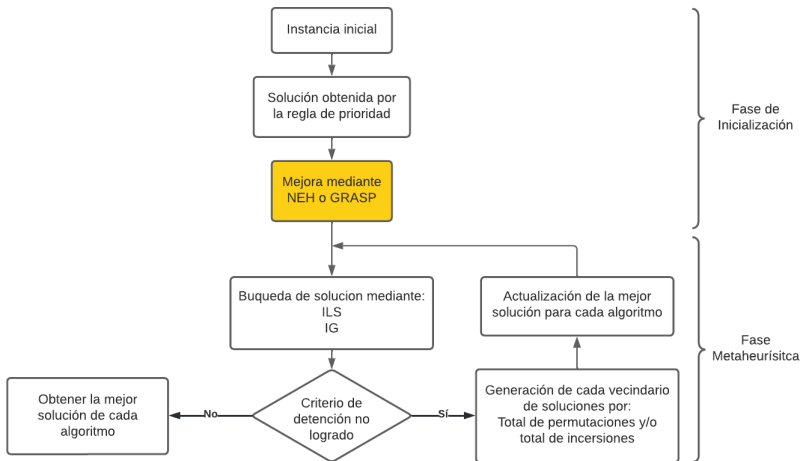 Instancia inicial
Solución obtenida por
la regla de prioridad
Fase de
Inicialización
Mejora mediante
NEH o GRASP
Buqueda de solucion mediante:
ILS
IG
Actualización de la mejor
solución para cada algoritmo
Fase
Metaheurísitca
Obtener la mejor
solución de cada
algoritmo
No
Criterio de
detención no
logrado
Sí
Generación de cada vecindario
de soluciones por:
Total de permutaciones y/o
total de incersiones